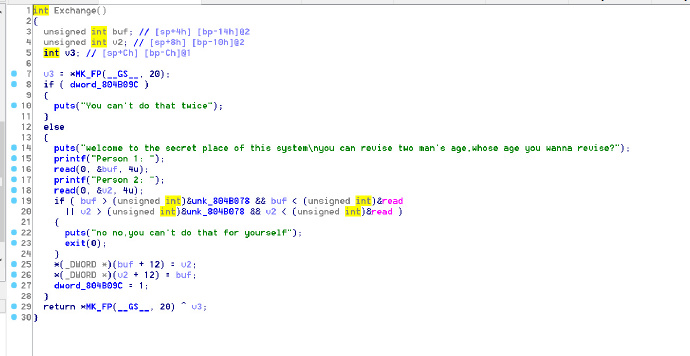 1 int Exchange()
2 {
3 unsigned int buf; // [sp+4h] [bp-14h]@2
4 unsigned int v2; // [sp+8h] [bp-10h]@2
5 int v3; // [sp+Ch] [bp-Ch]@1
6
7 v3 = *MK_FP(__GS__, 20);
8 if ( dword_804B09C )
9 {
10 puts("You can't do that twice");
11 }
12 else
13 {
14 puts("welcome to the secret place of this system\nyou can revise two man's age,whose age you wanna revise?");
15 printf("Person 1: ");
16 read(0, &buf, 4u);
17 printf("Person 2: ");
18 read(0, &v2, 4u);
19 if ( buf > (unsigned int)&unk_804B078 && buf < (unsigned int)&read
20 || v2 > (unsigned int)&unk_804B078 && v2 < (unsigned int)&read )
21 {
22 puts("no no,you can't do that for yourself");
23 exit(0);
24 }
25 *(_DWORD *)(buf + 12) = v2;
26 *(_DWORD *)(v2 + 12) = buf;
27 dword_804B09C = 1;
28 }
29 return *MK_FP(__GS__, 20) ^ v3;
30 }